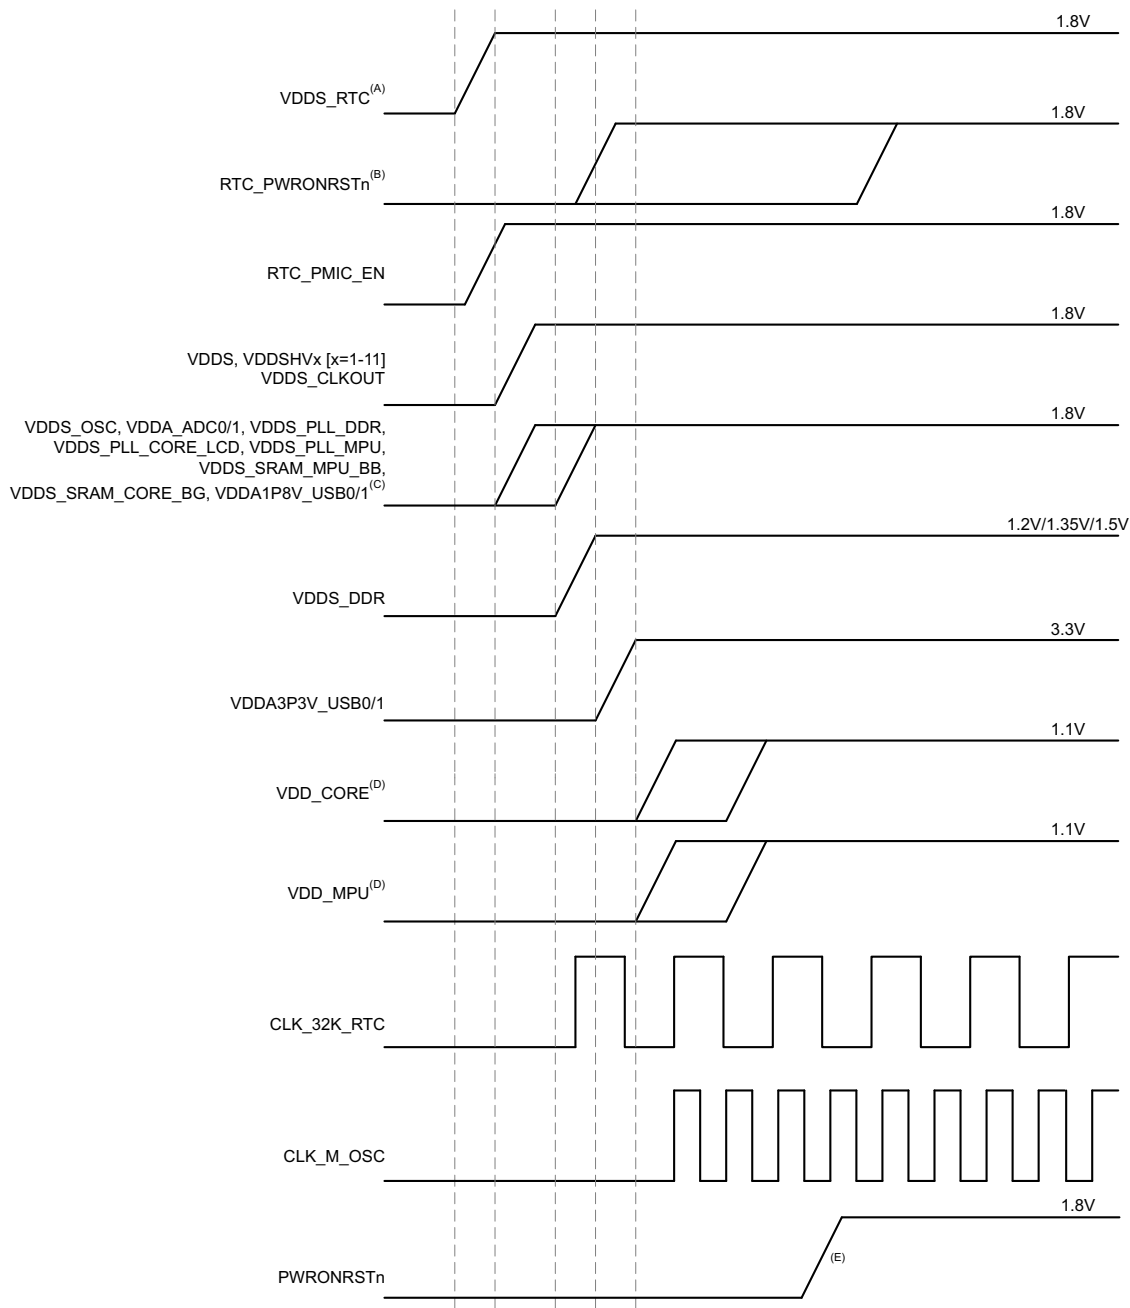 1.8V
VDDS_RTC(A)
1.8V
RTC_PWRONRSTn(B)
1.8V
RTC_PMIC_EN
1.8V
VDDS, VDDSHVx [x=1-11]
VDDS_CLKOUT
1.8V
VDDS_OSC, VDDA_ADC0/1, VDDS_PLL_DDR,
VDDS_PLL_CORE_LCD, VDDS_PLL_MPU,
VDDS_SRAM_MPU_BB,
VDDS_SRAM_CORE_BG, VDDA1P8V_USB0/1(C)
1.2V/1.35V/1.5V
VDDS_DDR
3.3V
VDDA3P3V_USB0/1
1.1V
VDD_CORE(D)
1.1V
VDD_MPU(D)
CLK_32K_RTC
CLK_M_OSC
1.8V
(E)
PWRONRSTn